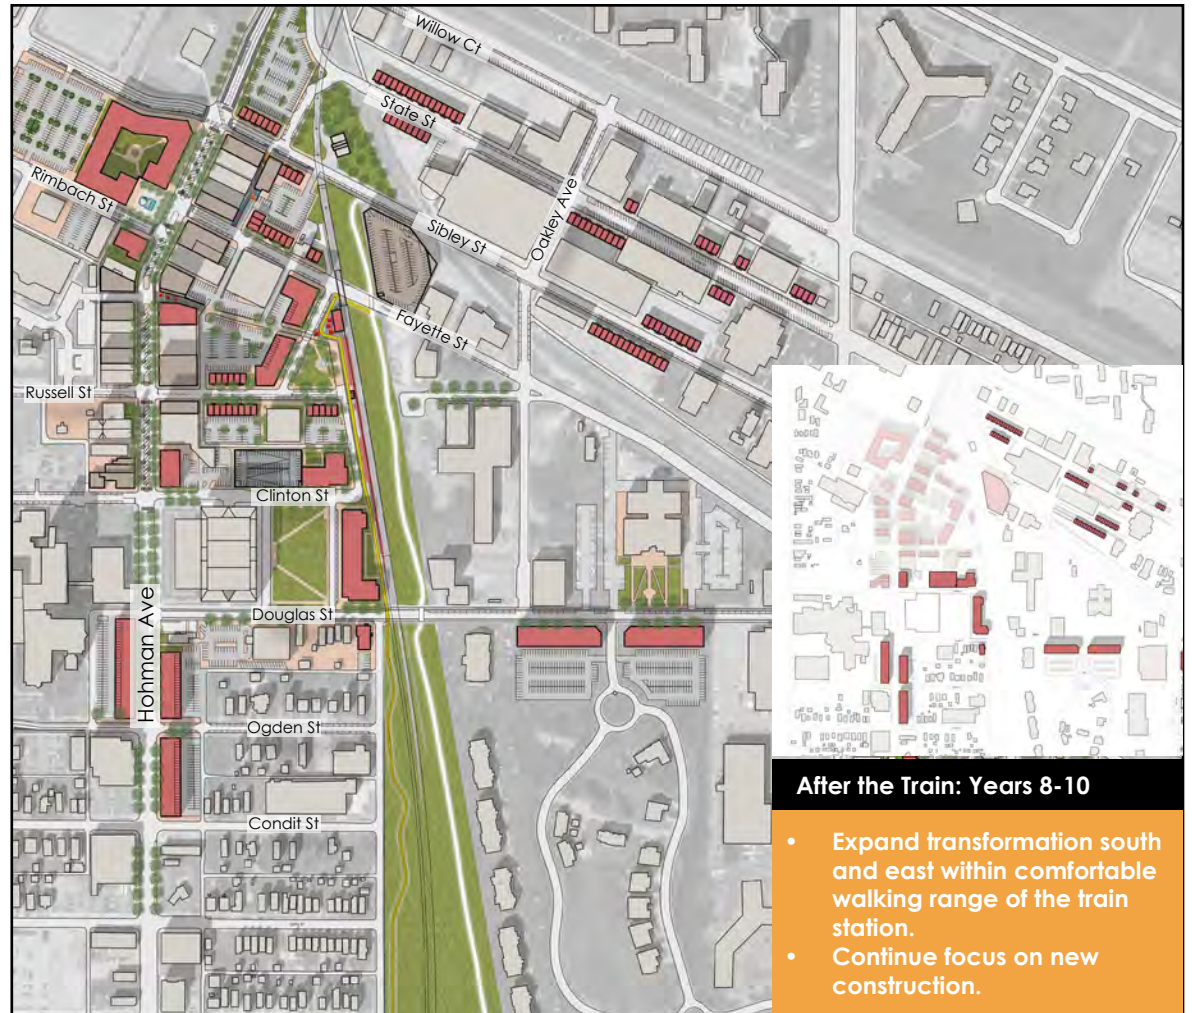 Willow Ct
State St
Rimbach St
Oakley Ave
Sibley St
Fayette St
Russell St
Clinton St
Douglas St
Hohman Ave
Ogden St
Condit St
After the Train: Years 8-10
• Expand transformation south
and east within comfortable
walking range of the train
station.
• Continue focus on new
construction.